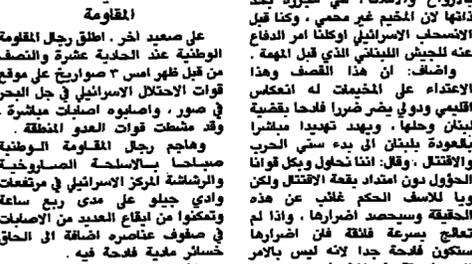 المقاومة
على صعيد آخر ، اطلق رجال المقاومة
الوطنية عند الحادية عشرة والنصف
من قبل ظهر امس ٣ صواريخ على موقع
قوات الاحتلال الاسرائيلي في جل البحر
في صور ، واصابوه اصابات مباشرة .
وقد مشطت قوات العدو المنطقة .
وهاجم رجال المقاومة الوطنية
صباحا بالاسلحة الصاروخية
والرشاشة المركز الاسرائيلي في مرتفعات
وادي جيلو على مدى ربع ساعة
وتمكنوا من ايقاع العديد من الاصابات
في صفوف عناصره اضافة الى الحاق
خسائر مادية فادحة فيه .
ذاتها لان المخيم غير محمي ، وكنا قبل
الانسحاب الاسرائيلي اوكلنا امر الدفاع
عنه للجيش اللبناني الذي قبل المهمة .
واضاف : ان هذا القصف وهذا
الاعتداء على المخيمات له انعكاس
اقليمي ودولي يضر ضررا فادحا بقضية
لبنان وحلها ، ويهدد تهديدا مباشرا
بالعودة بلبنان الى بدء سني الحرب
والاقتتال . وقال : اننا نحاول وبكل قوانا
الحؤول دون امتداد بقعة الاقتتال ولكن
ويا للاسف الحكم غائب عن هذه
الحقيقة وسيحصد اضرارها ، واذا لم
تعالج بسرعة فائقة فان اضرارها
ستكون فادحة جدا لانه ليس بالامر